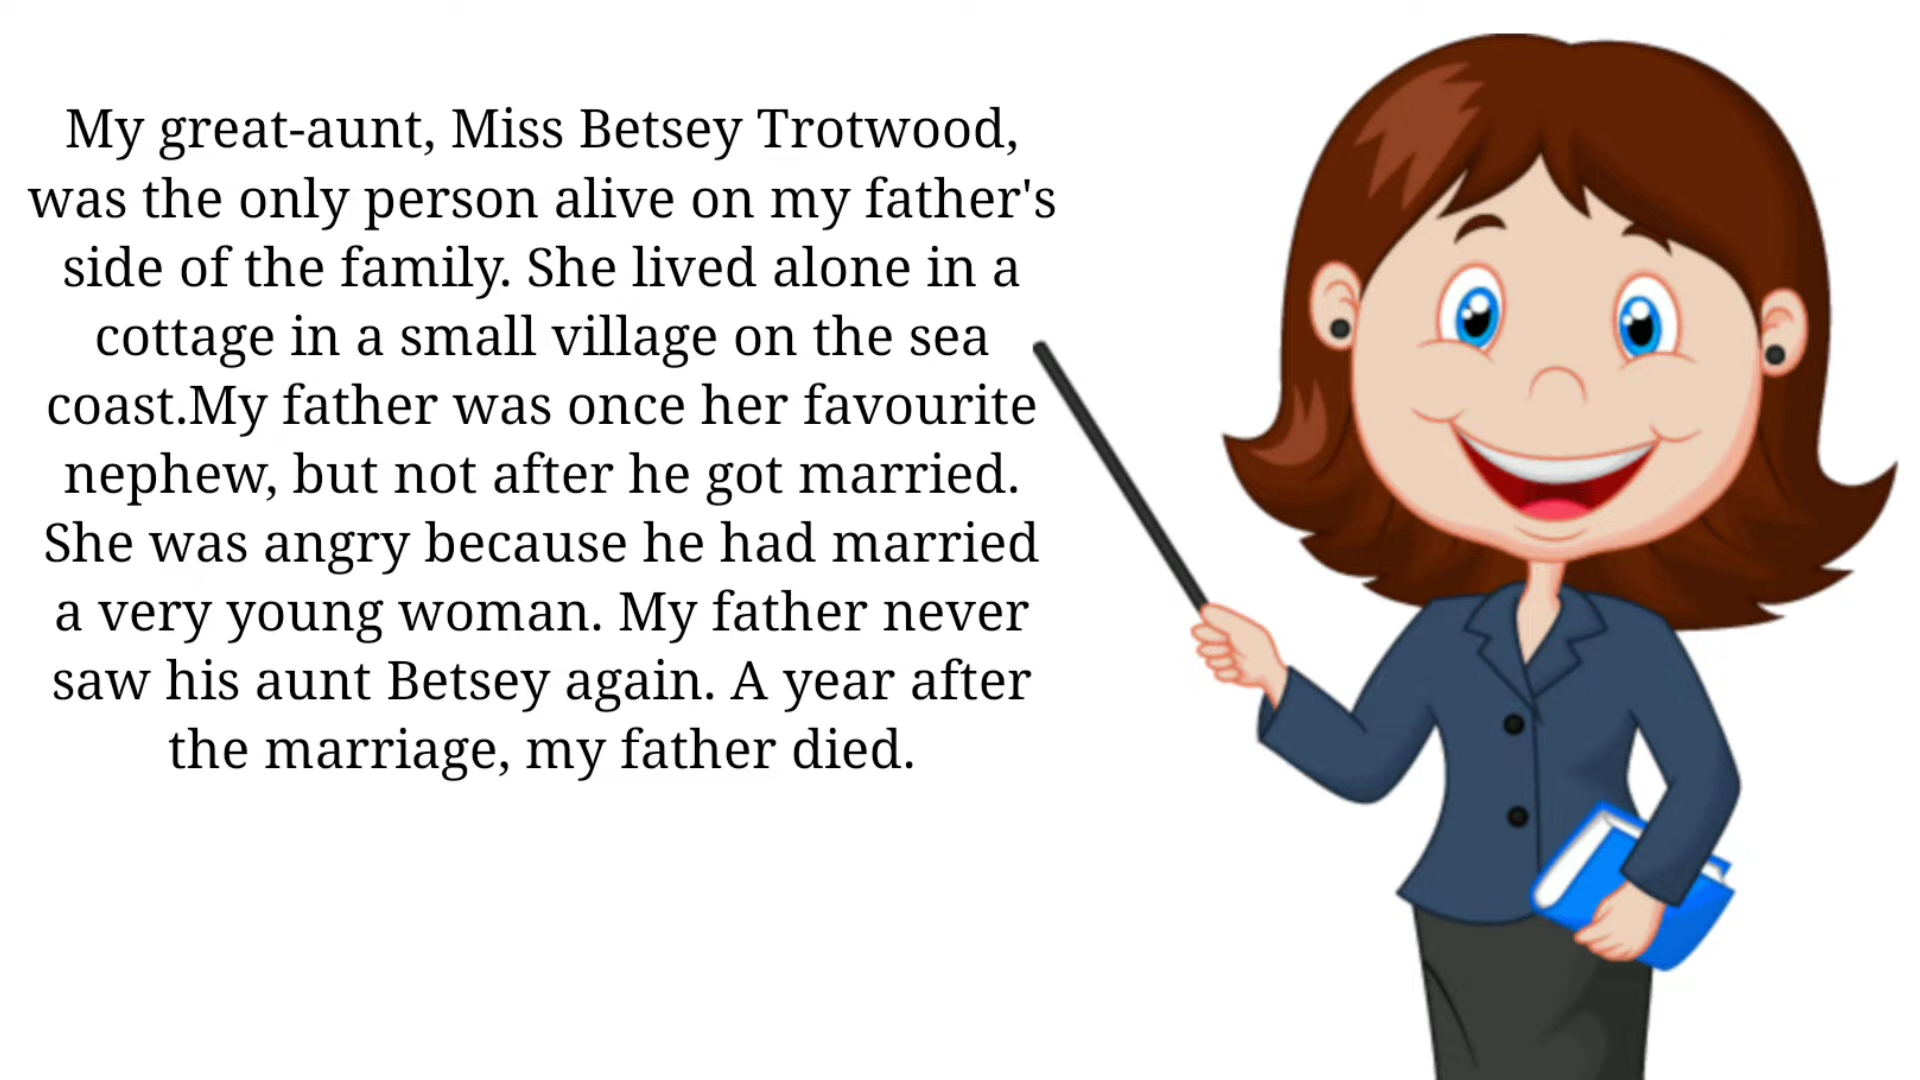 My great-aunt, Miss Betsey Trotwood,
was the only person alive on my father's
side of the family. She lived alone in a
cottage in a small village on the sea
coast.My father was once her favourite
nephew, but not after he got married.
She was angry because he had married
a very young woman. My father never
saw his aunt Betsey again. A year after
the marriage, my father died.